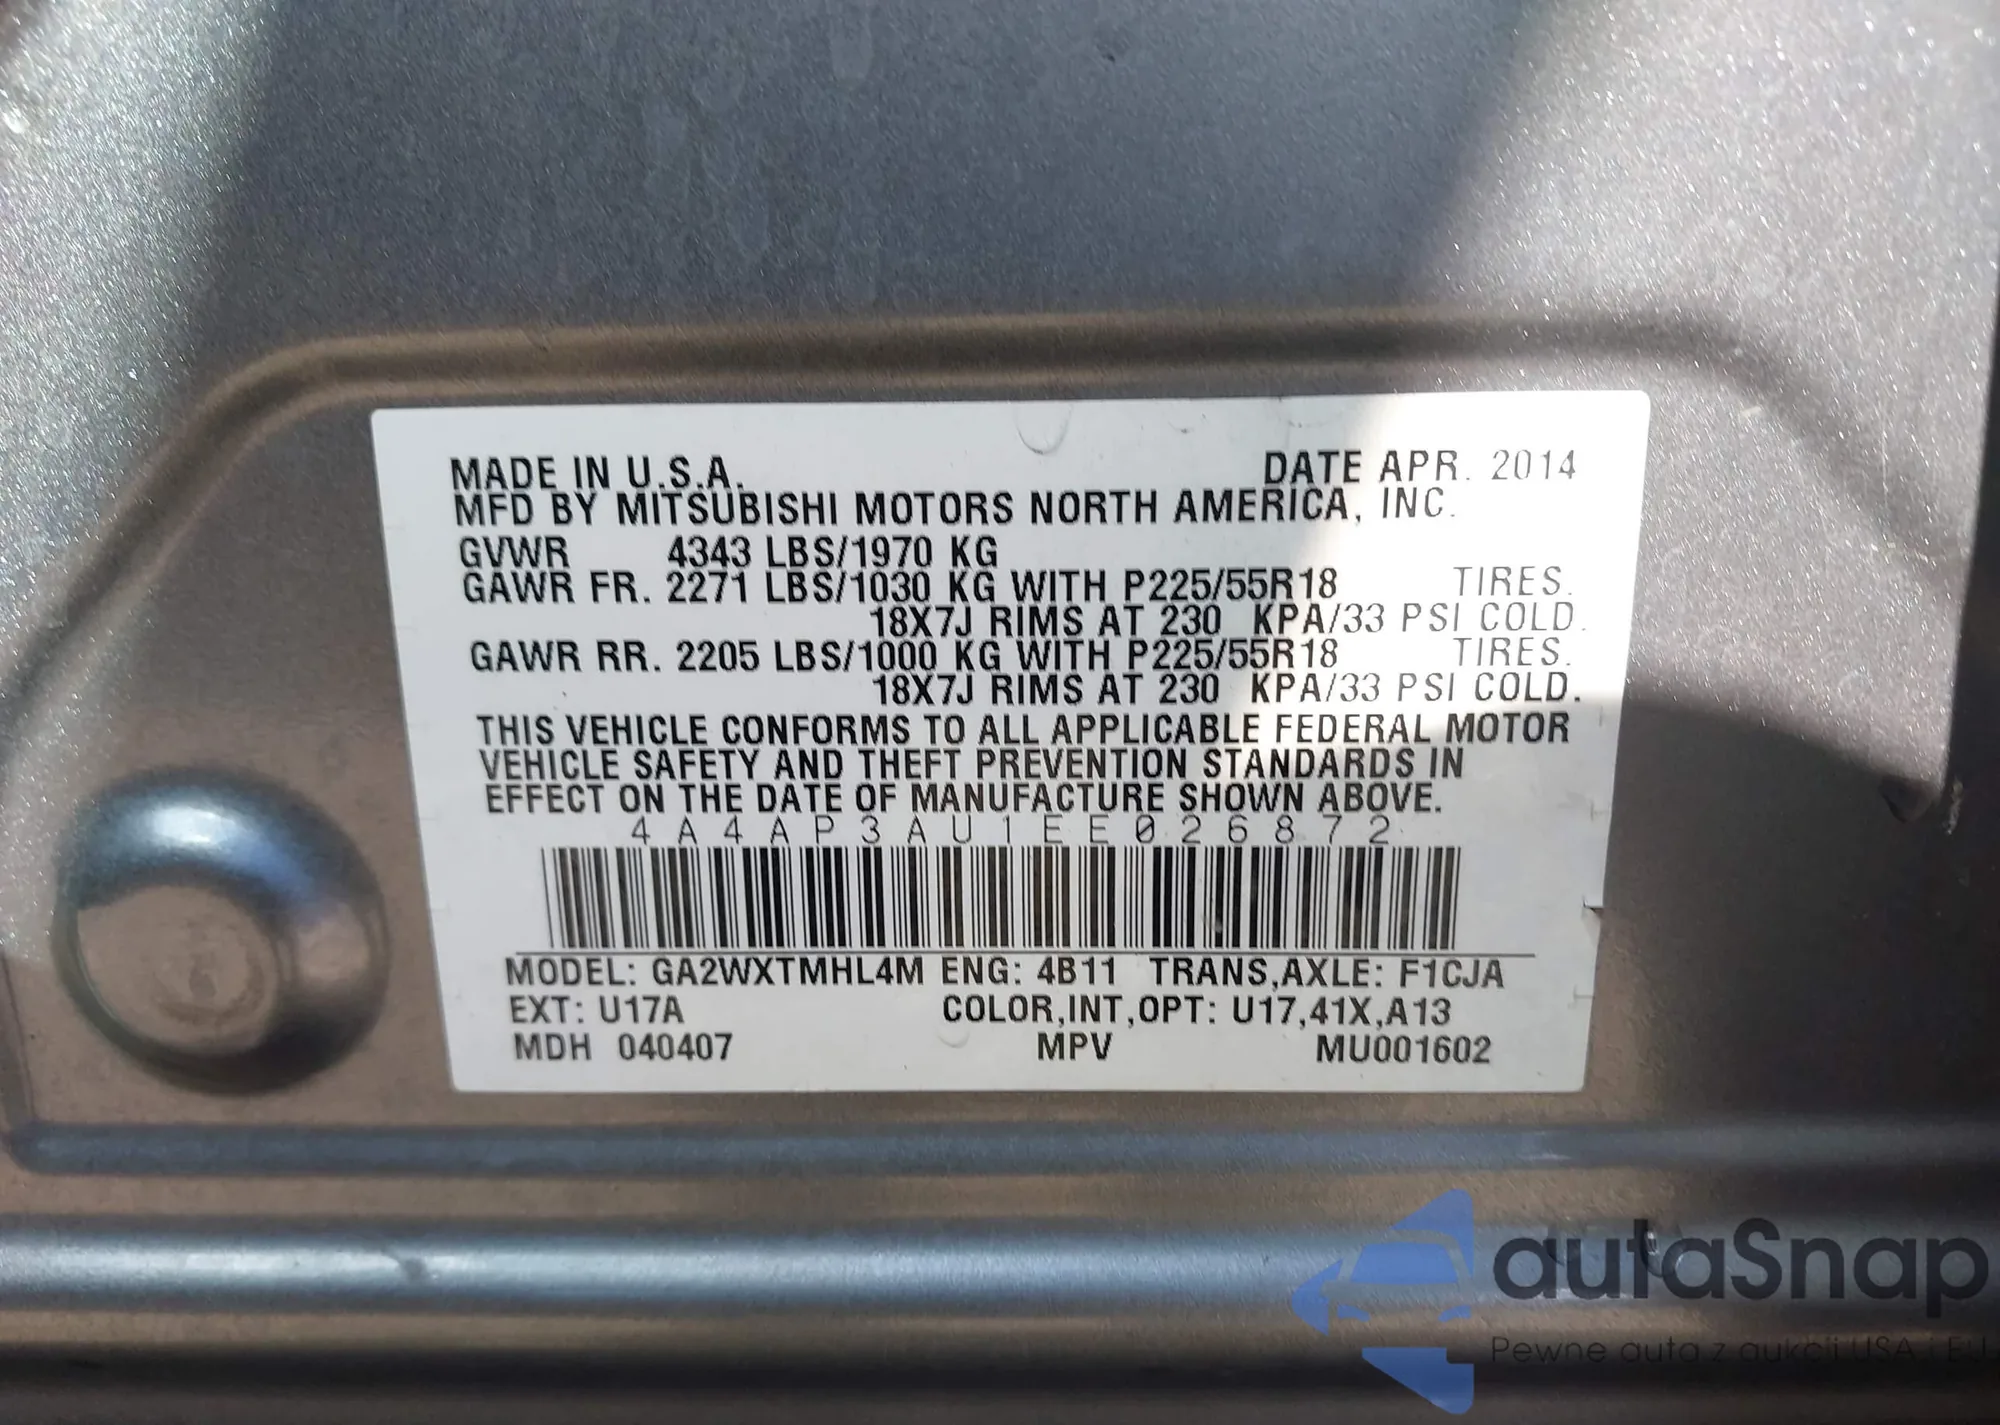 MADE IN U.S.A. DATE APR. 2014
MFD BY MITSUBISHI MOTORS NORTH AMERICA, INC.
GVWR 4343 LBS/1970 KG
GAWR FR. 2271 LBS/1030 KG WITH P225/55R18 TIRES.
18X7J RIMS AT 230 KPA/33 PSI COLD.
GAWR RR. 2205 LBS/1000 KG WITH P225/55R18 TIRES.
18X7J RIMS AT 230 KPA/33 PSI COLD.
THIS VEHICLE CONFORMS TO ALL APPLICABLE FEDERAL MOTOR
VEHICLE SAFETY AND THEFT PREVENTION STANDARDS IN
EFFECT ON THE DATE OF MANUFACTURE SHOWN ABOVE.
4A4AP3AU1EE026872
MODEL: GA2WXTMHL4M ENG: 4B11 TRANS,AXLE: F1CJA
EXT: U17A COLOR,INT,OPT: U17,41X,A13
MDH 040407 MPV MU001602
autaSnap
Pewne auta z aukcji USA i EU